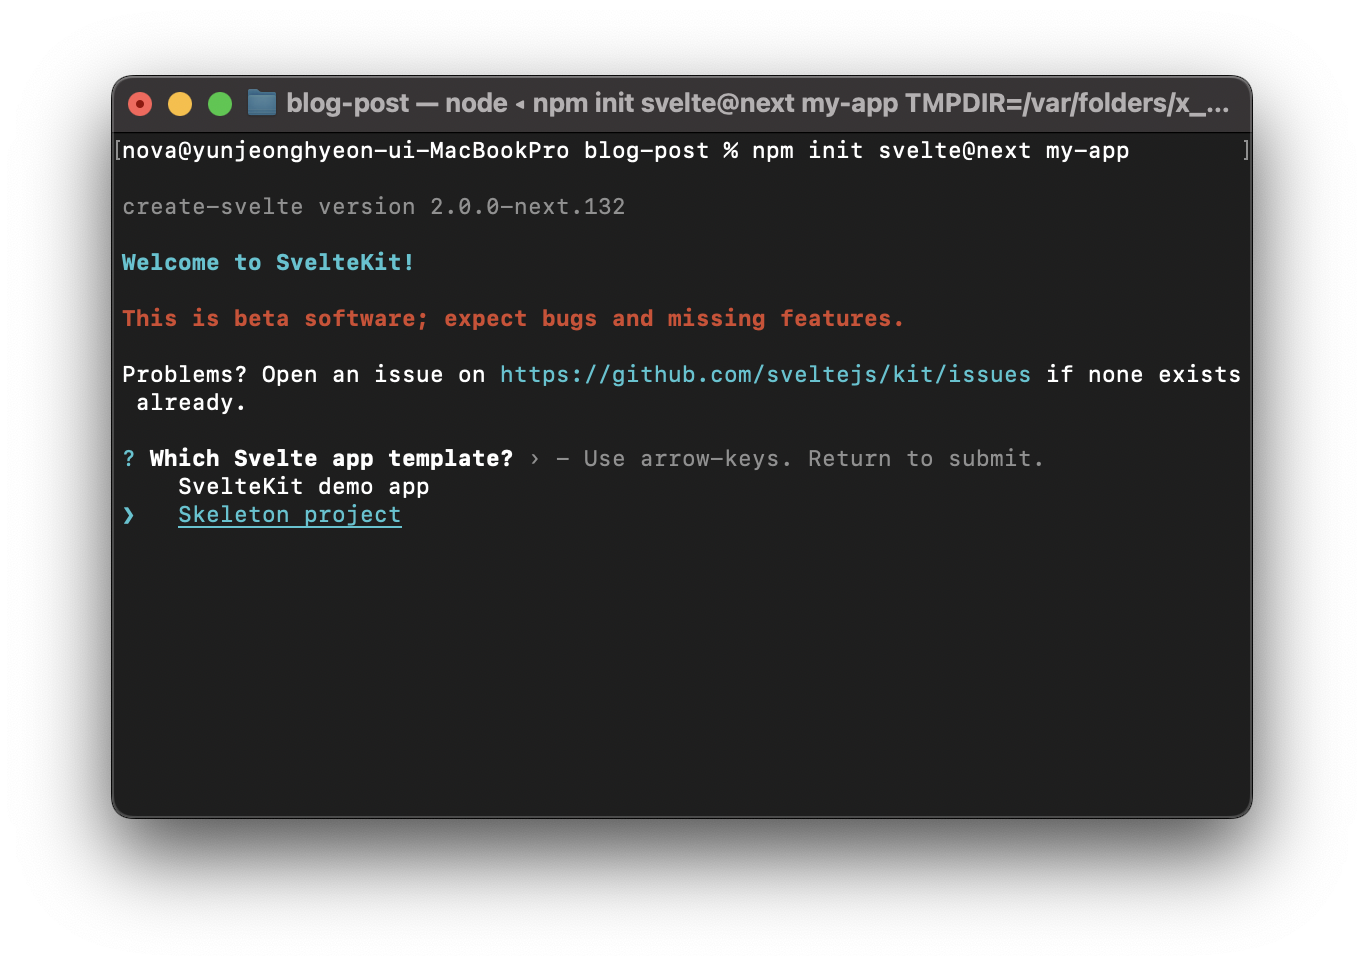 blog-post — node ◂ npm init svelte@next my-app TMPDIR=/var/folders/x_...
[nova@yunjeonghyeon-ui-MacBookPro blog-post % npm init svelte@next my-app ]
create-svelte version 2.0.0-next.132
Welcome to SvelteKit!
This is beta software; expect bugs and missing features.
Problems? Open an issue on https://github.com/sveltejs/kit/issues if none exists
already.
? Which Svelte app template? › - Use arrow-keys. Return to submit.
SvelteKit demo app
❯ Skeleton project